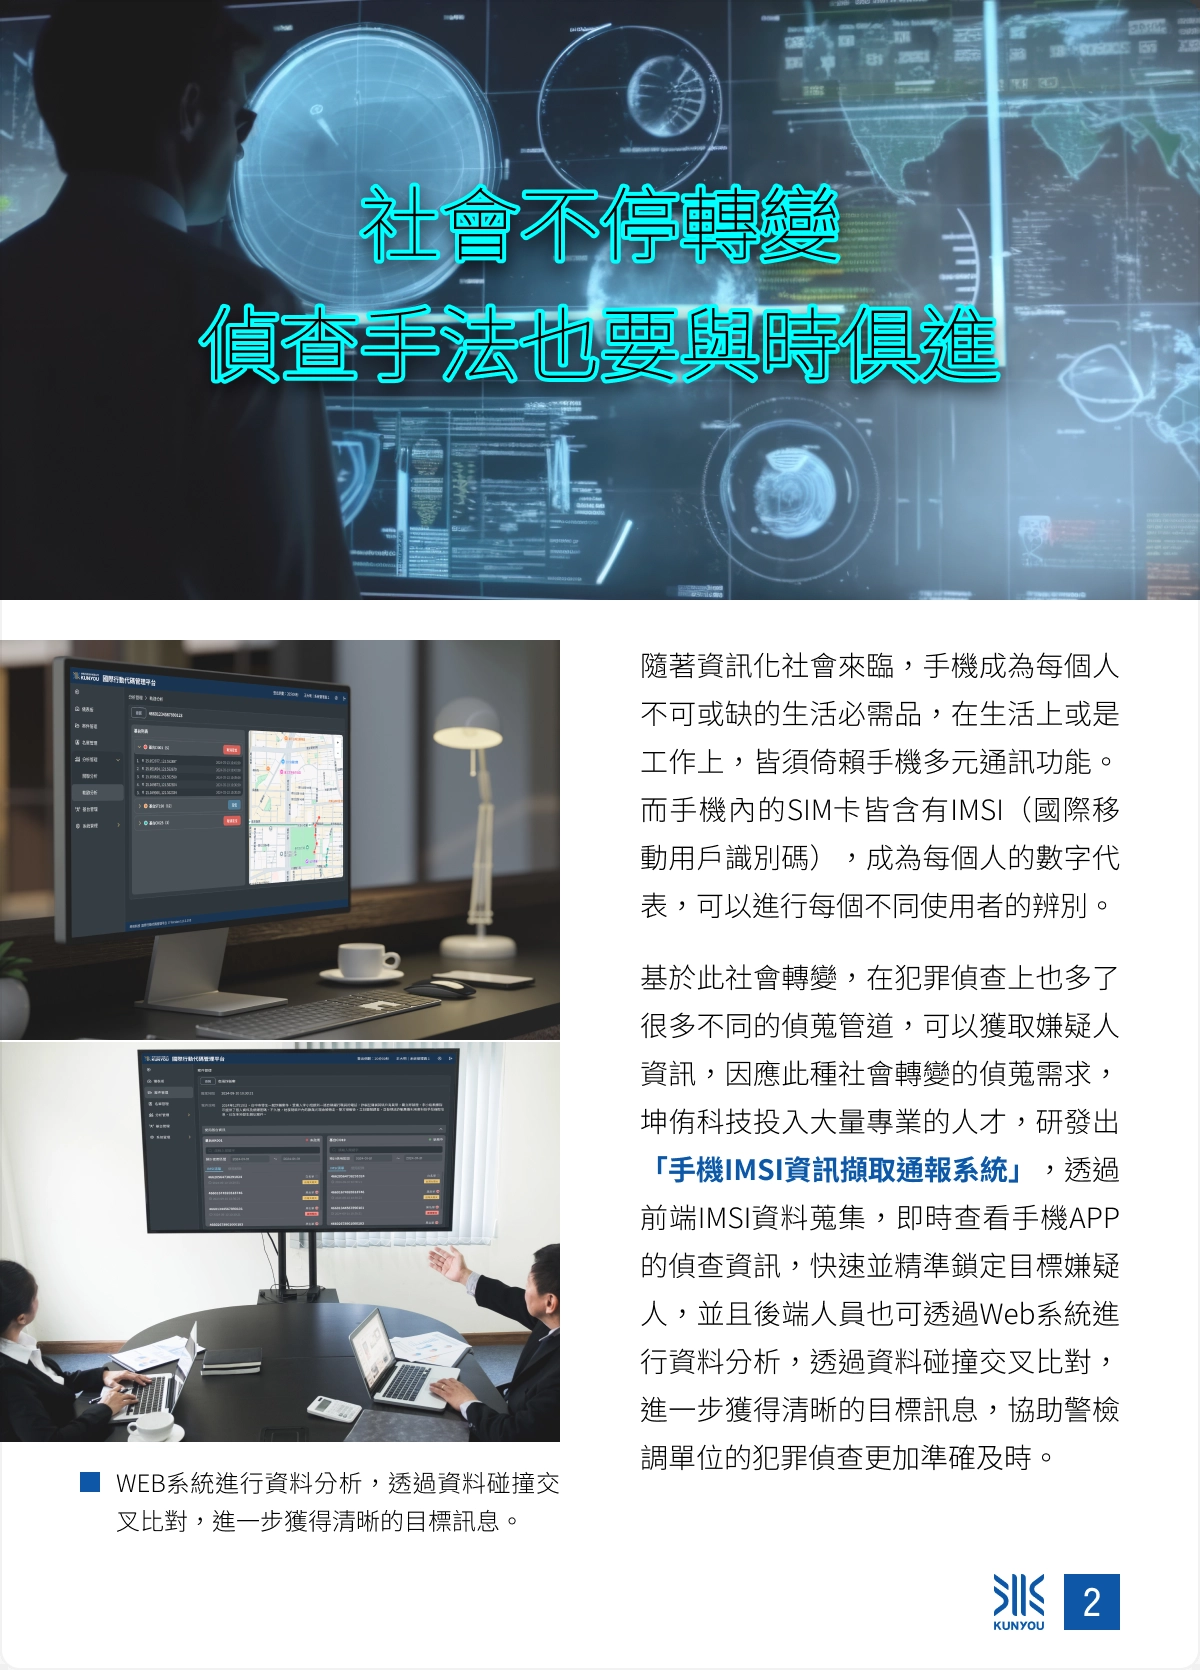 社會不停轉變
偵查手法也要與時俱進
KUNYOU 國際行動代碼管理平台
隨著資訊化社會來臨，手機成為每個人
不可或缺的生活必需品，在生活上或是
工作上，皆須倚賴手機多元通訊功能。
而手機內的SIM卡皆含有IMSI（國際移
動用戶識別碼），成為每個人的數字代
表，可以進行每個不同使用者的辨別。
基於此社會轉變，在犯罪偵查上也多了
很多不同的偵蒐管道，可以獲取嫌疑人
資訊，因應此種社會轉變的偵蒐需求，
坤侑科技投入大量專業的人才，研發出
「手機IMSI資訊擷取通報系統」，透過
前端IMSI資料蒐集，即時查看手機APP
的偵查資訊，快速並精準鎖定目標嫌疑
人，並且後端人員也可透過Web系統進
行資料分析，透過資料碰撞交叉比對，
進一步獲得清晰的目標訊息，協助警檢
調單位的犯罪偵查更加準確及時。
KUNYOU 國際行動代碼管理平台
WEB系統進行資料分析，透過資料碰撞交
叉比對，進一步獲得清晰的目標訊息。
KUNYOU
2